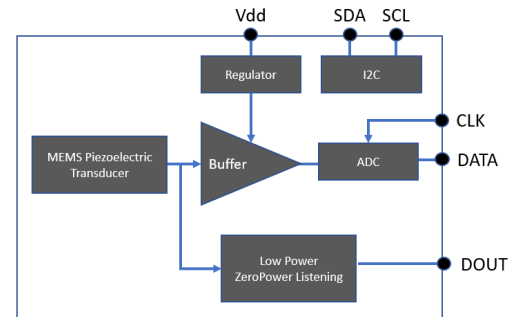 Vdd
SDA
SCL
Regulator
I2C
CLK
MEMS Piezoelectric
Transducer
Buffer
ADC
DATA
Low Power
ZeroPower Listening
DOUT